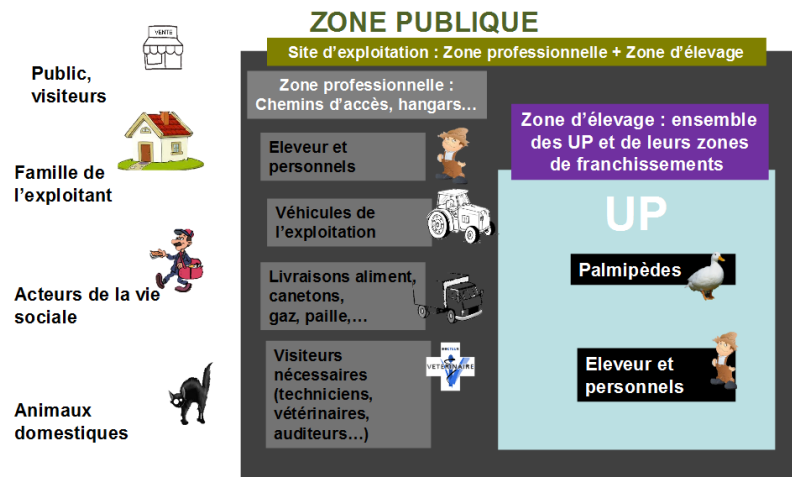 ZONE PUBLIQUE
Site d'exploitation : Zone professionnelle + Zone d'élevage
VENTE
Public,
visiteurs
Famille de
l'exploitant
Acteurs de la vie
sociale
Animaux
domestiques
Zone professionnelle :
Chemins d'accès, hangars…
Eleveur et
personnels
Véhicules de
l'exploitation
Livraisons aliment,
canetons,
gaz, paille,…
Visiteurs
nécessaires
(techniciens,
vétérinaires,
auditeurs…)
VETERINAIRE
Zone d'élevage : ensemble
des UP et de leurs zones
de franchissements
UP
Palmipèdes
Eleveur et
personnels